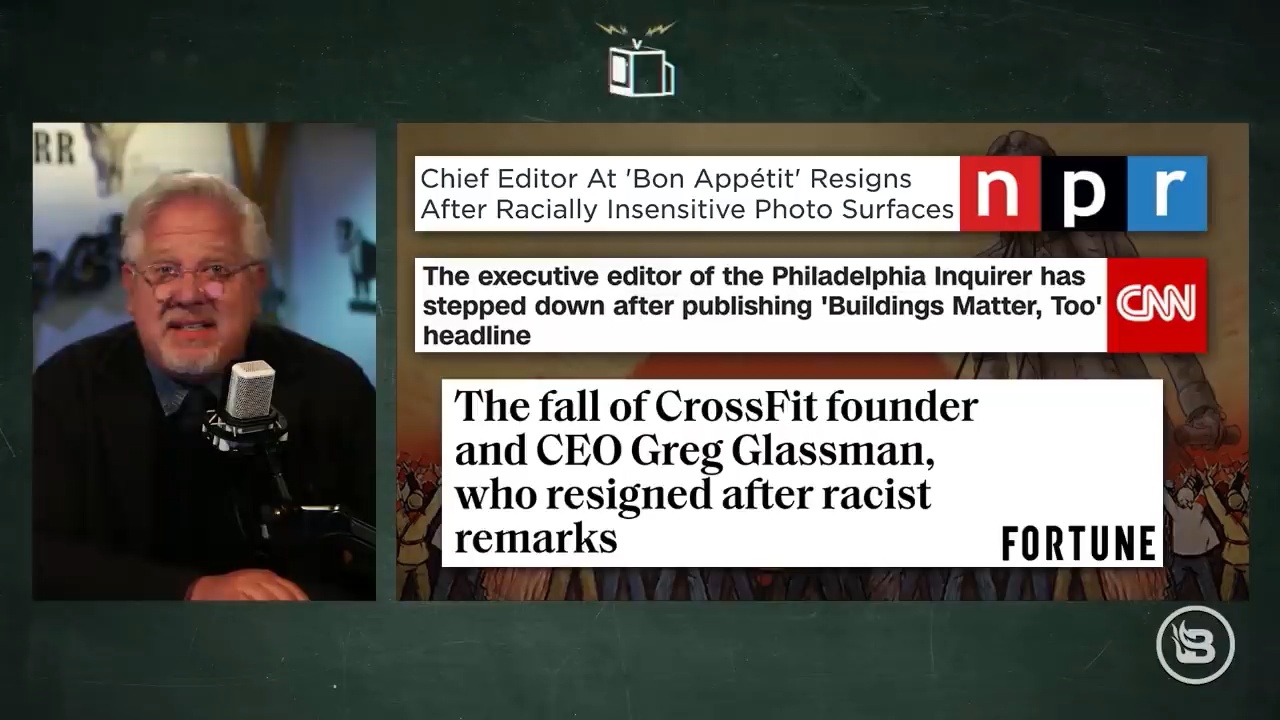 RR
Chief Editor At 'Bon Appétit' Resigns
After Racially Insensitive Photo Surfaces
npr
The executive editor of the Philadelphia Inquirer has
stepped down after publishing 'Buildings Matter, Too'
headline
CNN
The fall of CrossFit founder
and CEO Greg Glassman,
who resigned after racist
remarks
FORTUNE
B